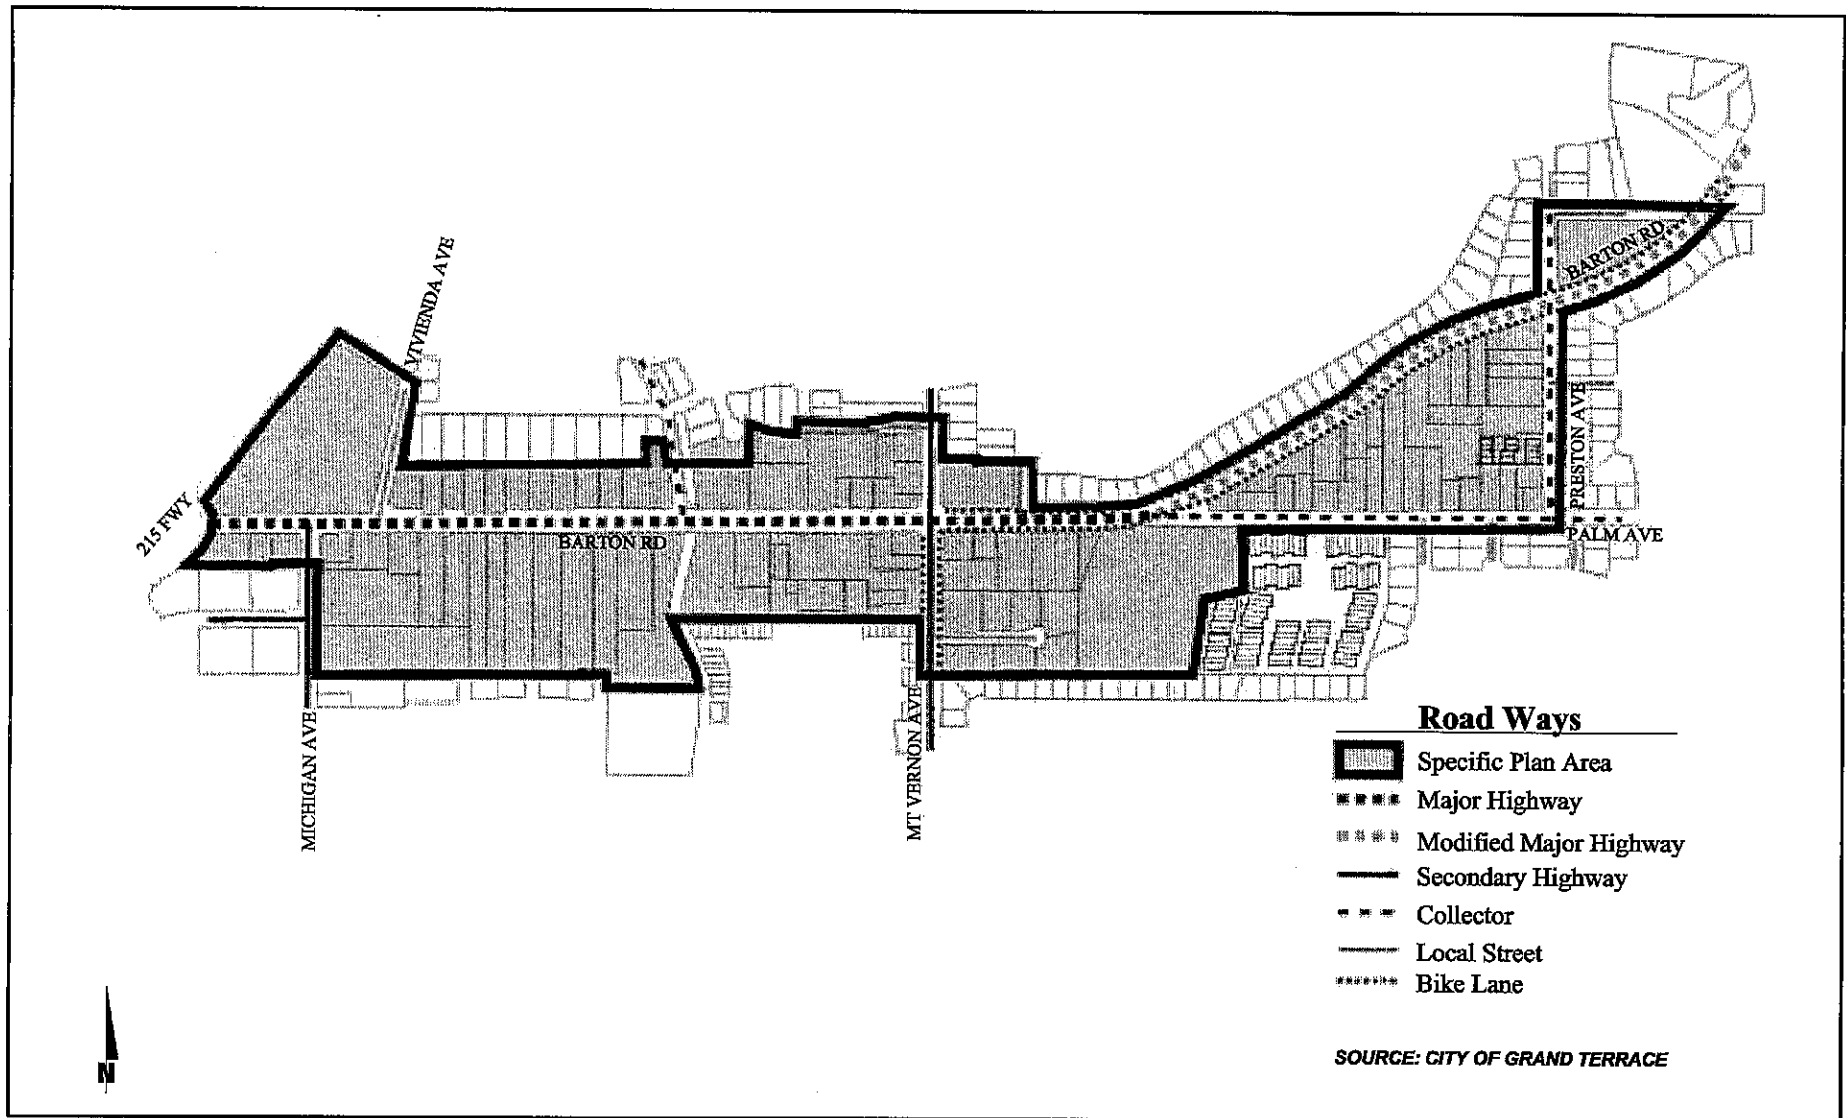 BARTON RD
VIVIENDA AVE
215 FWY
BARTON RD
PRESTON AVE
PALM AVE
MICHIGAN AVE
MT VERNON AVE
Road Ways
Specific Plan Area
Major Highway
Modified Major Highway
Secondary Highway
Collector
Local Street
Bike Lane
N
SOURCE: CITY OF GRAND TERRACE